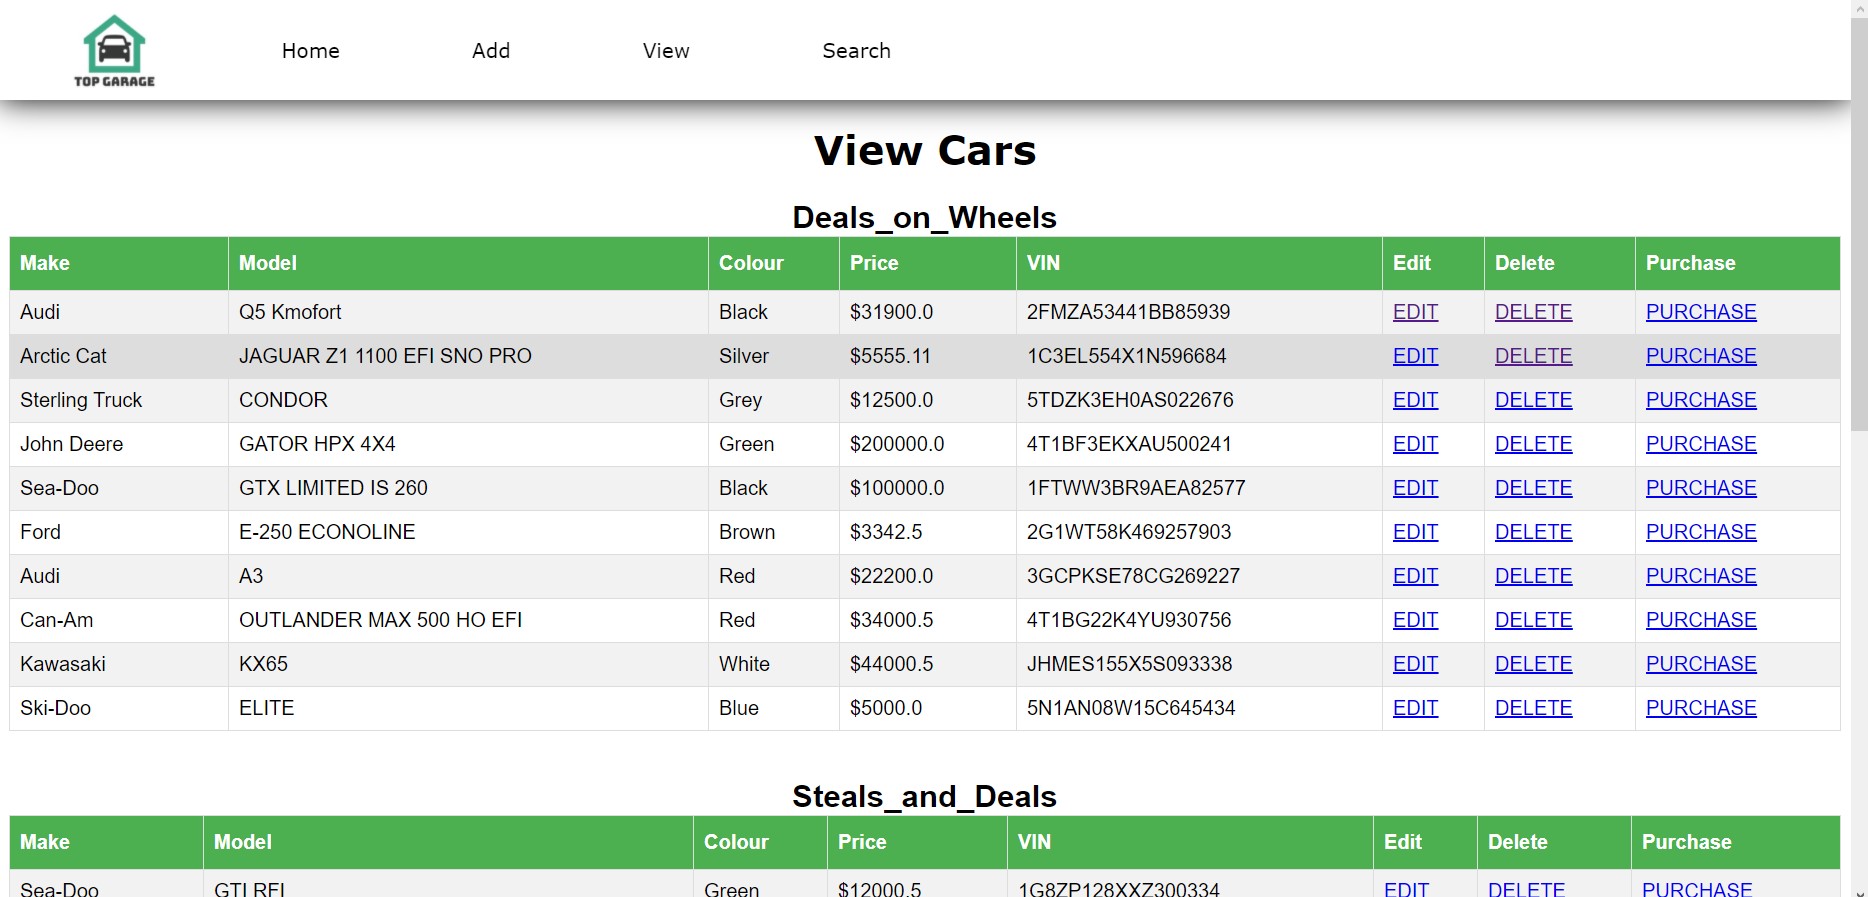 TOP GARAGE
Home Add View Search
View Cars
Deals_on_Wheels
Make Model Colour Price VIN Edit Delete Purchase
Audi Q5 Kmofort Black $31900.0 2FMZA53441BB85939 EDIT DELETE PURCHASE
Arctic Cat JAGUAR Z1 1100 EFI SNO PRO Silver $5555.11 1C3EL554X1N596684 EDIT DELETE PURCHASE
Sterling Truck CONDOR Grey $12500.0 5TDZK3EH0AS022676 EDIT DELETE PURCHASE
John Deere GATOR HPX 4X4 Green $200000.0 4T1BF3EKXAU500241 EDIT DELETE PURCHASE
Sea-Doo GTX LIMITED IS 260 Black $100000.0 1FTWW3BR9AEA82577 EDIT DELETE PURCHASE
Ford E-250 ECONOLINE Brown $3342.5 2G1WT58K469257903 EDIT DELETE PURCHASE
Audi A3 Red $22200.0 3GCPKSE78CG269227 EDIT DELETE PURCHASE
Can-Am OUTLANDER MAX 500 HO EFI Red $34000.5 4T1BG22K4YU930756 EDIT DELETE PURCHASE
Kawasaki KX65 White $44000.5 JHMES155X5S093338 EDIT DELETE PURCHASE
Ski-Doo ELITE Blue $5000.0 5N1AN08W15C645434 EDIT DELETE PURCHASE
Steals_and_Deals
Make Model Colour Price VIN Edit Delete Purchase
Sea-Doo GTI RFI Green $12000.5 1G8ZP128XXZ300334 EDIT DELETE PURCHASE